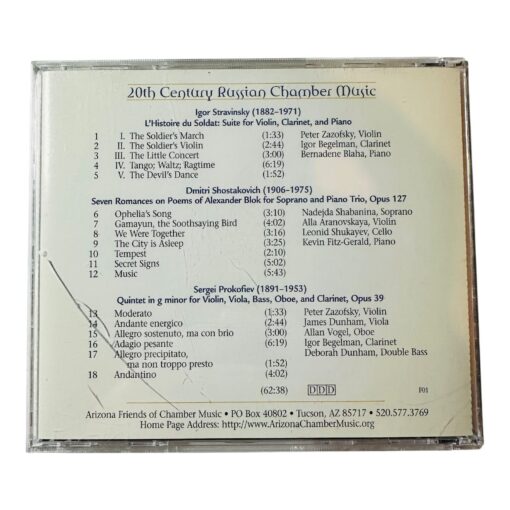 20th Century Russian Chamber Music
Igor Stravinsky (1882–1971)
L'Histoire du Soldat: Suite for Violin, Clarinet, and Piano
1 I. The Soldier's March (1:33) Peter Zazofsky, Violin
2 II. The Soldier's Violin (2:44) Igor Begelman, Clarinet
3 III. The Little Concert (3:00) Bernadene Blaha, Piano
4 IV. Tango; Waltz; Ragtime (6:19)
5 V. The Devil's Dance (1:52)
Dmitri Shostakovich (1906–1975)
Seven Romances on Poems of Alexander Blok for Soprano and Piano Trio, Opus 127
6 Ophelia's Song (3:10) Nadejda Shabanina, Soprano
7 Gamayun, the Soothsaying Bird (4:02) Alla Aranovskaya, Violin
8 We Were Together (3:16) Leonid Shukayev, Cello
9 The City is Asleep (3:25) Kevin Fitz-Gerald, Piano
10 Tempest (2:10)
11 Secret Signs (5:02)
12 Music (5:43)
Sergei Prokofiev (1891–1953)
Quintet in g minor for Violin, Viola, Bass, Oboe, and Clarinet, Opus 39
13 Moderato (1:33) Peter Zazofsky, Violin
14 Andante energico (2:44) James Dunham, Viola
15 Allegro sostenuto, ma con brio (3:00) Allan Vogel, Oboe
16 Adagio pesante (6:19) Igor Begelman, Clarinet
17 Allegro precipitato, Deborah Dunham, Double Bass
ma non troppo presto (1:52)
18 Andantino (4:02)
(62:38) DDD F01
Arizona Friends of Chamber Music • PO Box 40802 • Tucson, AZ 85717 • 520.577.3769
Home Page Address: http://www.ArizonaChamberMusic.org